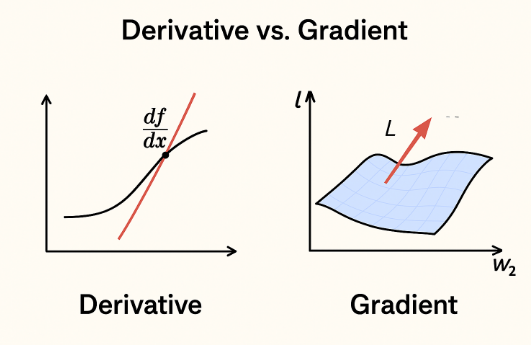 Derivative vs. Gradient
df
dx
l
L
w₂
Derivative
Gradient